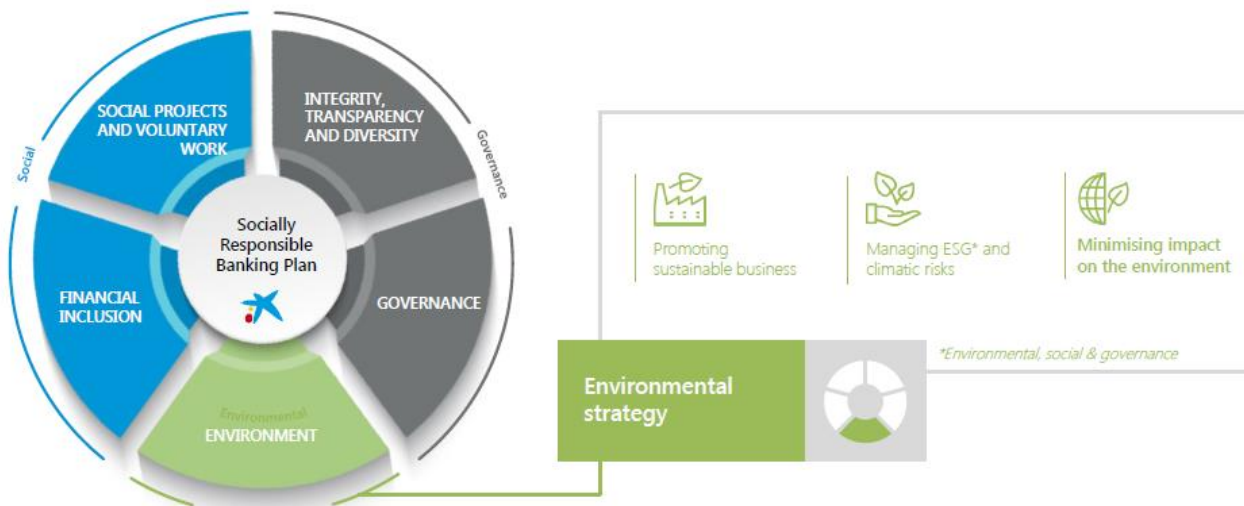 SOCIAL PROJECTS
AND VOLUNTARY
WORK
INTEGRITY,
TRANSPARENCY
AND DIVERSITY
Social
Governance
Socially
Responsible
Banking Plan
FINANCIAL
INCLUSION
GOVERNANCE
Environmental
ENVIRONMENT
Promoting
sustainable business
Managing ESG* and
climatic risks
Minimising impact
on the environment
*Environmental, social & governance
Environmental
strategy